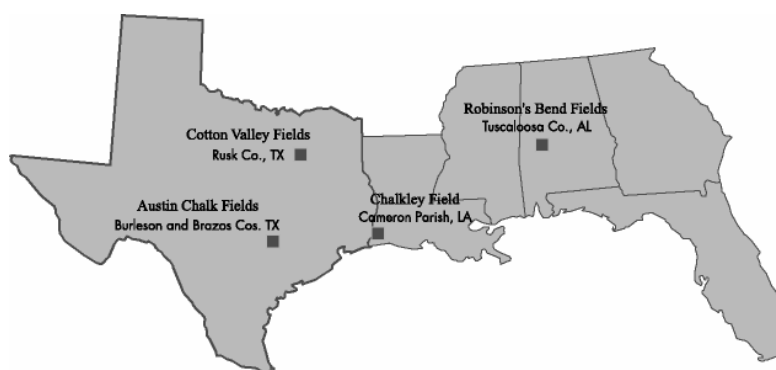 Robinson's Bend Fields
Tuscaloosa Co., AL
Cotton Valley Fields
Rusk Co., TX
Chalkley Field
Cameron Parish, LA
Austin Chalk Fields
Burleson and Brazos Cos. TX